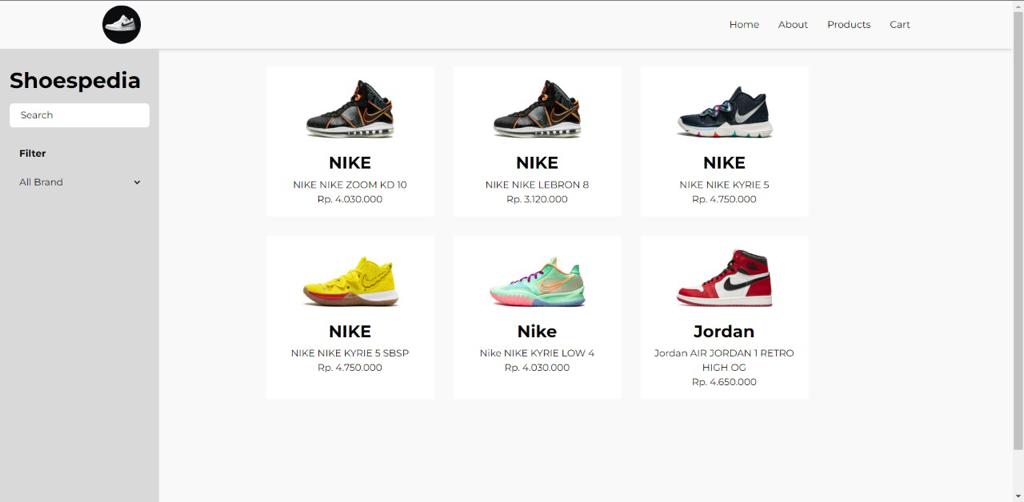 Home
About
Products
Cart
Shoespedia
Search
Filter
All Brand
NIKE
NIKE NIKE ZOOM KD 10
Rp. 4.030.000
NIKE
NIKE NIKE LEBRON 8
Rp. 3.120.000
NIKE
NIKE NIKE KYRIE 5
Rp. 4.750.000
NIKE
NIKE NIKE KYRIE 5 SBSP
Rp. 4.750.000
Nike
Nike NIKE KYRIE LOW 4
Rp. 4.030.000
Jordan
Jordan AIR JORDAN 1 RETRO
HIGH OG
Rp. 4.650.000